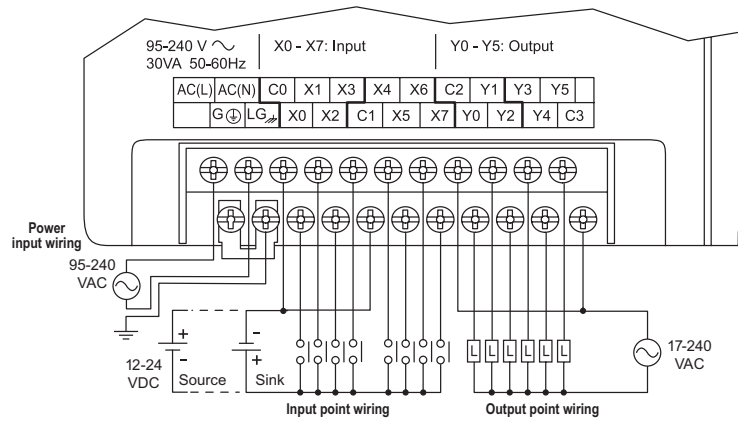 95-240 V
30VA 50-60Hz
X0 - X7: Input
Y0 - Y5: Output
AC(L) AC(N) C0 X1 X3 X4 X6 C2 Y1 Y3 Y5
G LG X0 X2 C1 X5 X7 Y0 Y2 Y4 C3
Power
input wiring
95-240
VAC
+ - 
- +
12-24
VDC
Source
Sink
L L L L L L
17-240
VAC
Input point wiring
Output point wiring